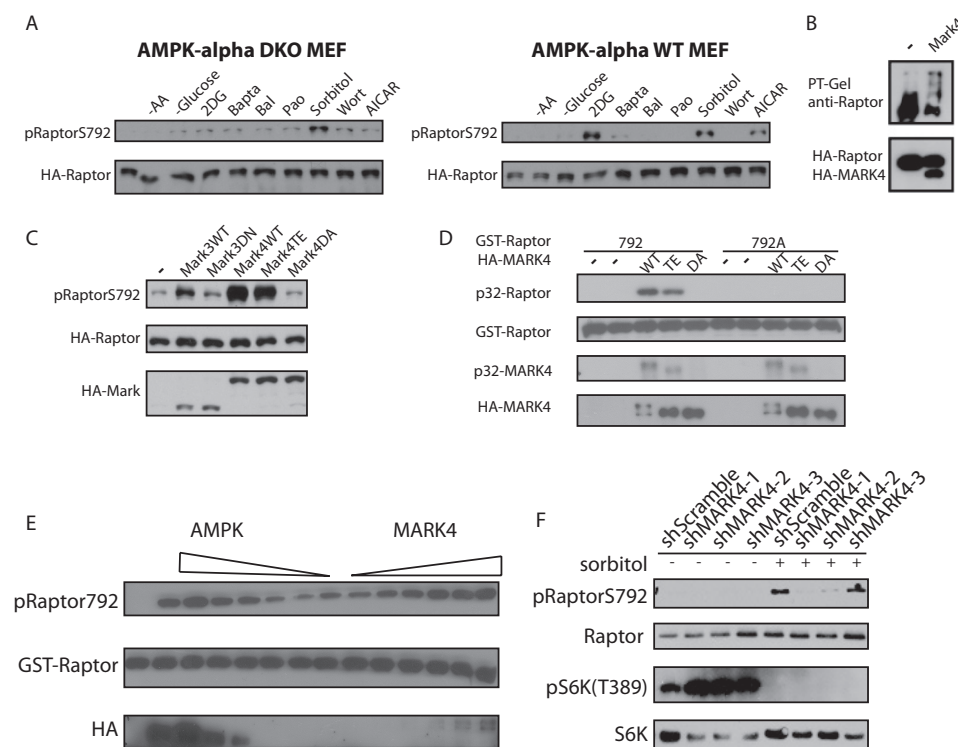 A
AMPK-alpha DKO MEF
-AA -Glucose 2DG Bapta Bal Pao Sorbitol Wort AICAR
pRaptorS792
HA-Raptor
AMPK-alpha WT MEF
-AA -Glucose 2DG Bapta Bal Pao Sorbitol Wort AICAR
pRaptorS792
HA-Raptor
B
- Mark4
PT-Gel
anti-Raptor
HA-Raptor
HA-MARK4
C
- Mark3WT Mark3DN Mark4WT Mark4TE Mark4DA
pRaptorS792
HA-Raptor
HA-Mark
D
GST-Raptor 792 792A
HA-MARK4 - - WT TE DA - - WT TE DA
p32-Raptor
GST-Raptor
p32-MARK4
HA-MARK4
E
AMPK MARK4
pRaptor792
GST-Raptor
HA
F
shScramble shMARK4-1 shMARK4-2 shMARK4-3 shScramble shMARK4-1 shMARK4-2 shMARK4-3
sorbitol - - - - + + + +
pRaptorS792
Raptor
pS6K(T389)
S6K